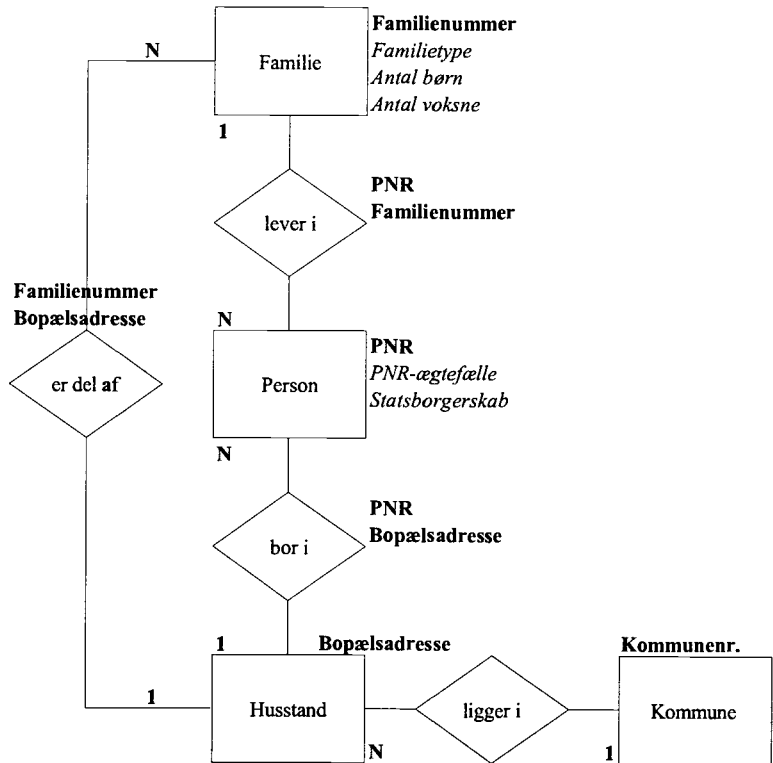 Familienummer
Familietype
Antal børn
Antal voksne
N
Familie
1
PNR
Familienummer
lever i
Familienummer
Bopælsadresse
N
PNR
PNR-ægtefælle
Statsborgerskab
er del af
Person
N
PNR
Bopælsadresse
bor i
1
Bopælsadresse
Kommunenr.
1
Husstand
ligger i
Kommune
N
1